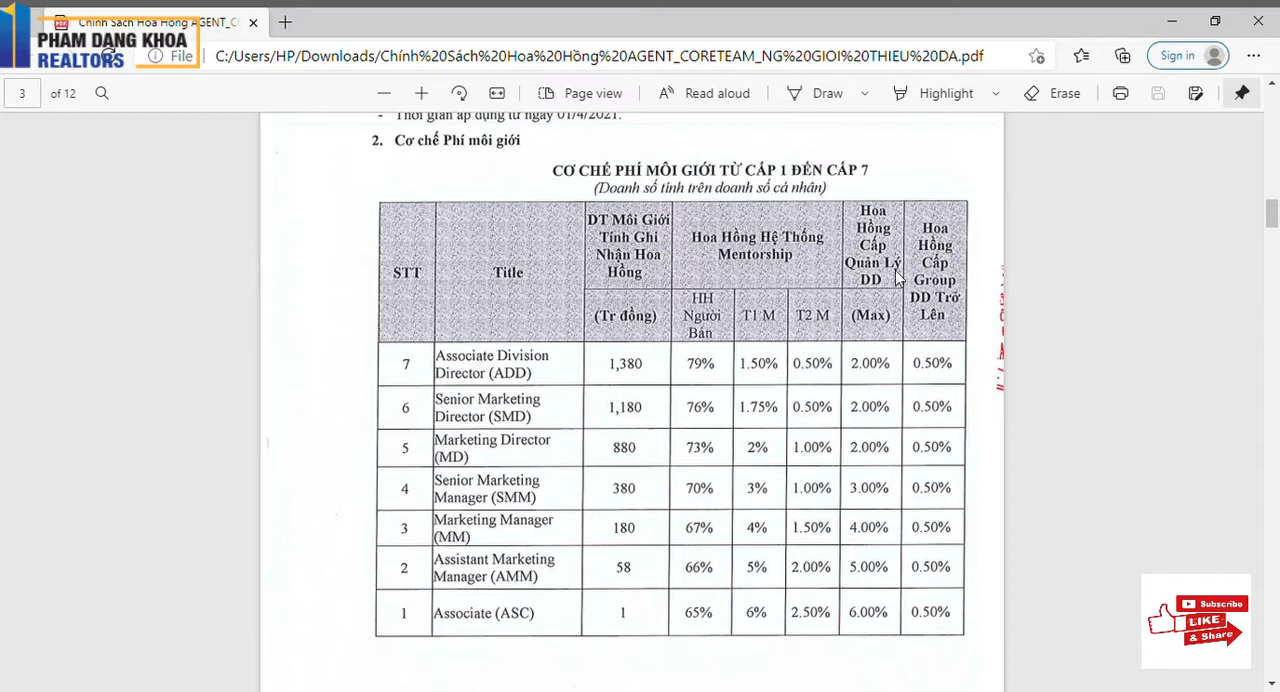 Chính Sách Hoa Hồng AGENT_C
1
PHAM DANG KHOA
REALTORS
File
C:/Users/HP/Downloads/Chính%20Sách%20Hoa%20Hồng%20AGENT_CORETEAM_NG%20GIOI%20THIEU%20DA.pdf
Sign in
3 of 12
Page view
Read aloud
Draw
Highlight
Erase
- Thời gian áp dụng từ ngày 01/4/2021.
2. Cơ chế Phí môi giới
CƠ CHẾ PHÍ MÔI GIỚI TỪ CẤP 1 ĐẾN CẤP 7
(Doanh số tính trên doanh số cá nhân)
STT
Title
DT Môi Giới
Tính Ghi
Nhận Hoa
Hồng
(Tr đồng)
Hoa Hồng Hệ Thống
Mentorship
HH
Người
Bán
T1 M
T2 M
Hoa
Hồng
Cấp
Quản Lý
DD
(Max)
Hoa
Hồng
Cấp
Group
DD Trở
Lên
7 Associate Division Director (ADD) 1,380 79% 1.50% 0.50% 2.00% 0.50%
6 Senior Marketing Director (SMD) 1,180 76% 1.75% 0.50% 2.00% 0.50%
5 Marketing Director (MD) 880 73% 2% 1.00% 2.00% 0.50%
4 Senior Marketing Manager (SMM) 380 70% 3% 1.00% 3.00% 0.50%
3 Marketing Manager (MM) 180 67% 4% 1.50% 4.00% 0.50%
2 Assistant Marketing Manager (AMM) 58 66% 5% 2.00% 5.00% 0.50%
1 Associate (ASC) 1 65% 6% 2.50% 6.00% 0.50%
Subscribe
LIKE
& Share